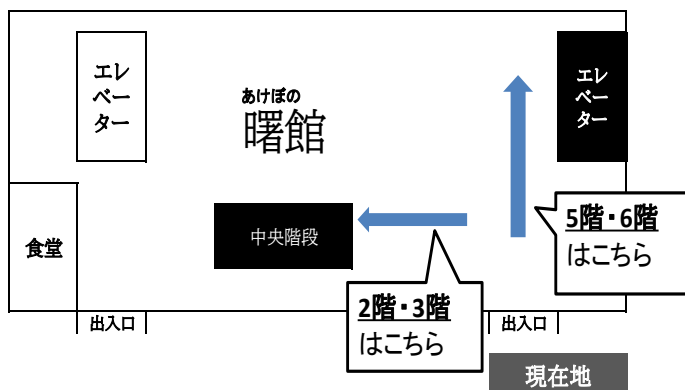 エレ
ベー
ター
あけぼの
曙館
エレ
ベー
ター
食堂
中央階段
5階・6階
はこちら
2階・3階
はこちら
出入口
出入口
現在地